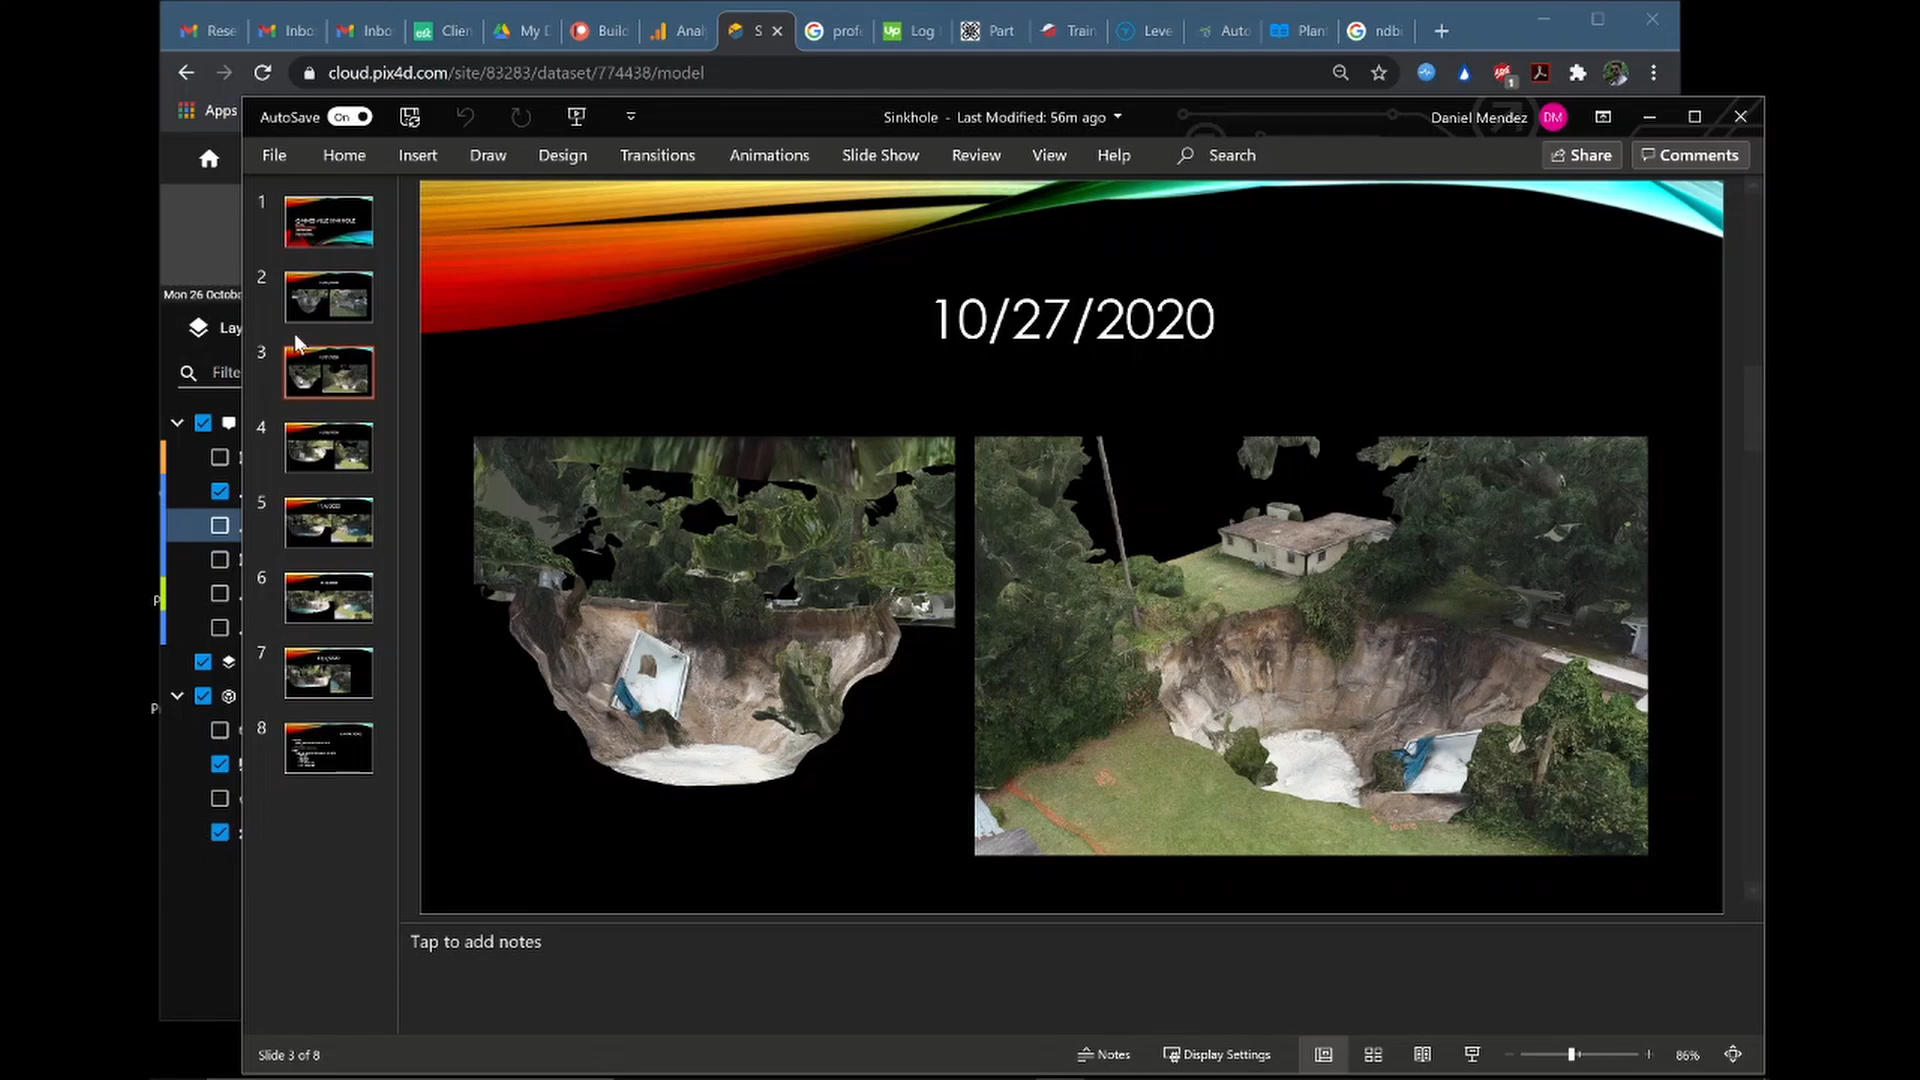 Rese
Inbo
Inbo
Clien
My D
Build
Anal
S
profe
Log
Part
Train
Leve
Auto
Plan
ndbi
cloud.pix4d.com/site/83283/dataset/774438/model
Apps
AutoSave
On
Sinkhole - Last Modified: 56m ago
Daniel Mendez
DM
File
Home
Insert
Draw
Design
Transitions
Animations
Slide Show
Review
View
Help
Search
Share
Comments
Mon 26 Octobe
Lay
Filte
1
2
3
4
5
6
7
8
10/27/2020
Tap to add notes
Slide 3 of 8
Notes
Display Settings
86%